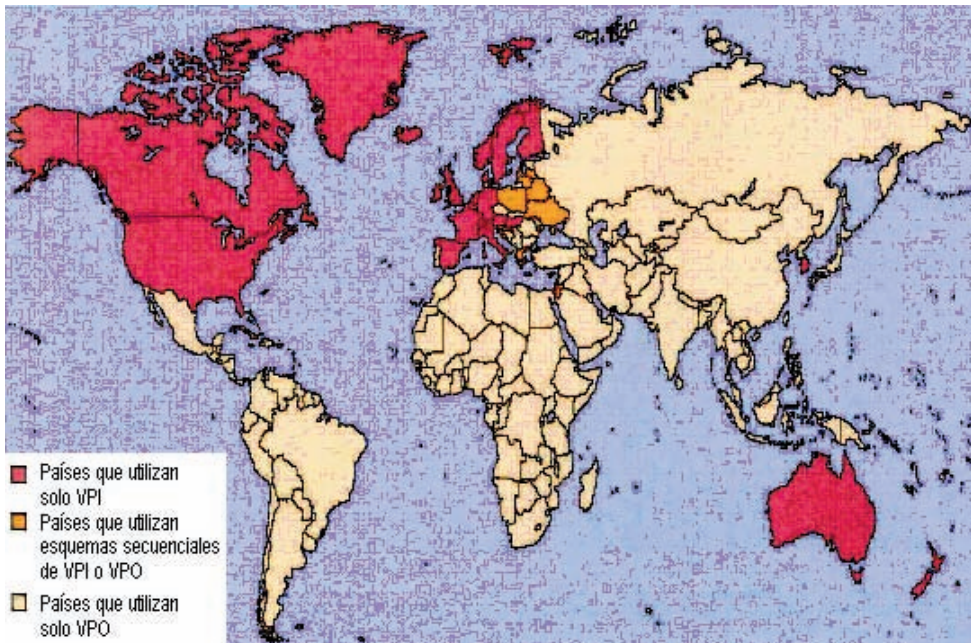 Países que utilizan
solo VPI
Países que utilizan
esquemas secuenciales
de VPI o VPO
Países que utilizan
solo VPO